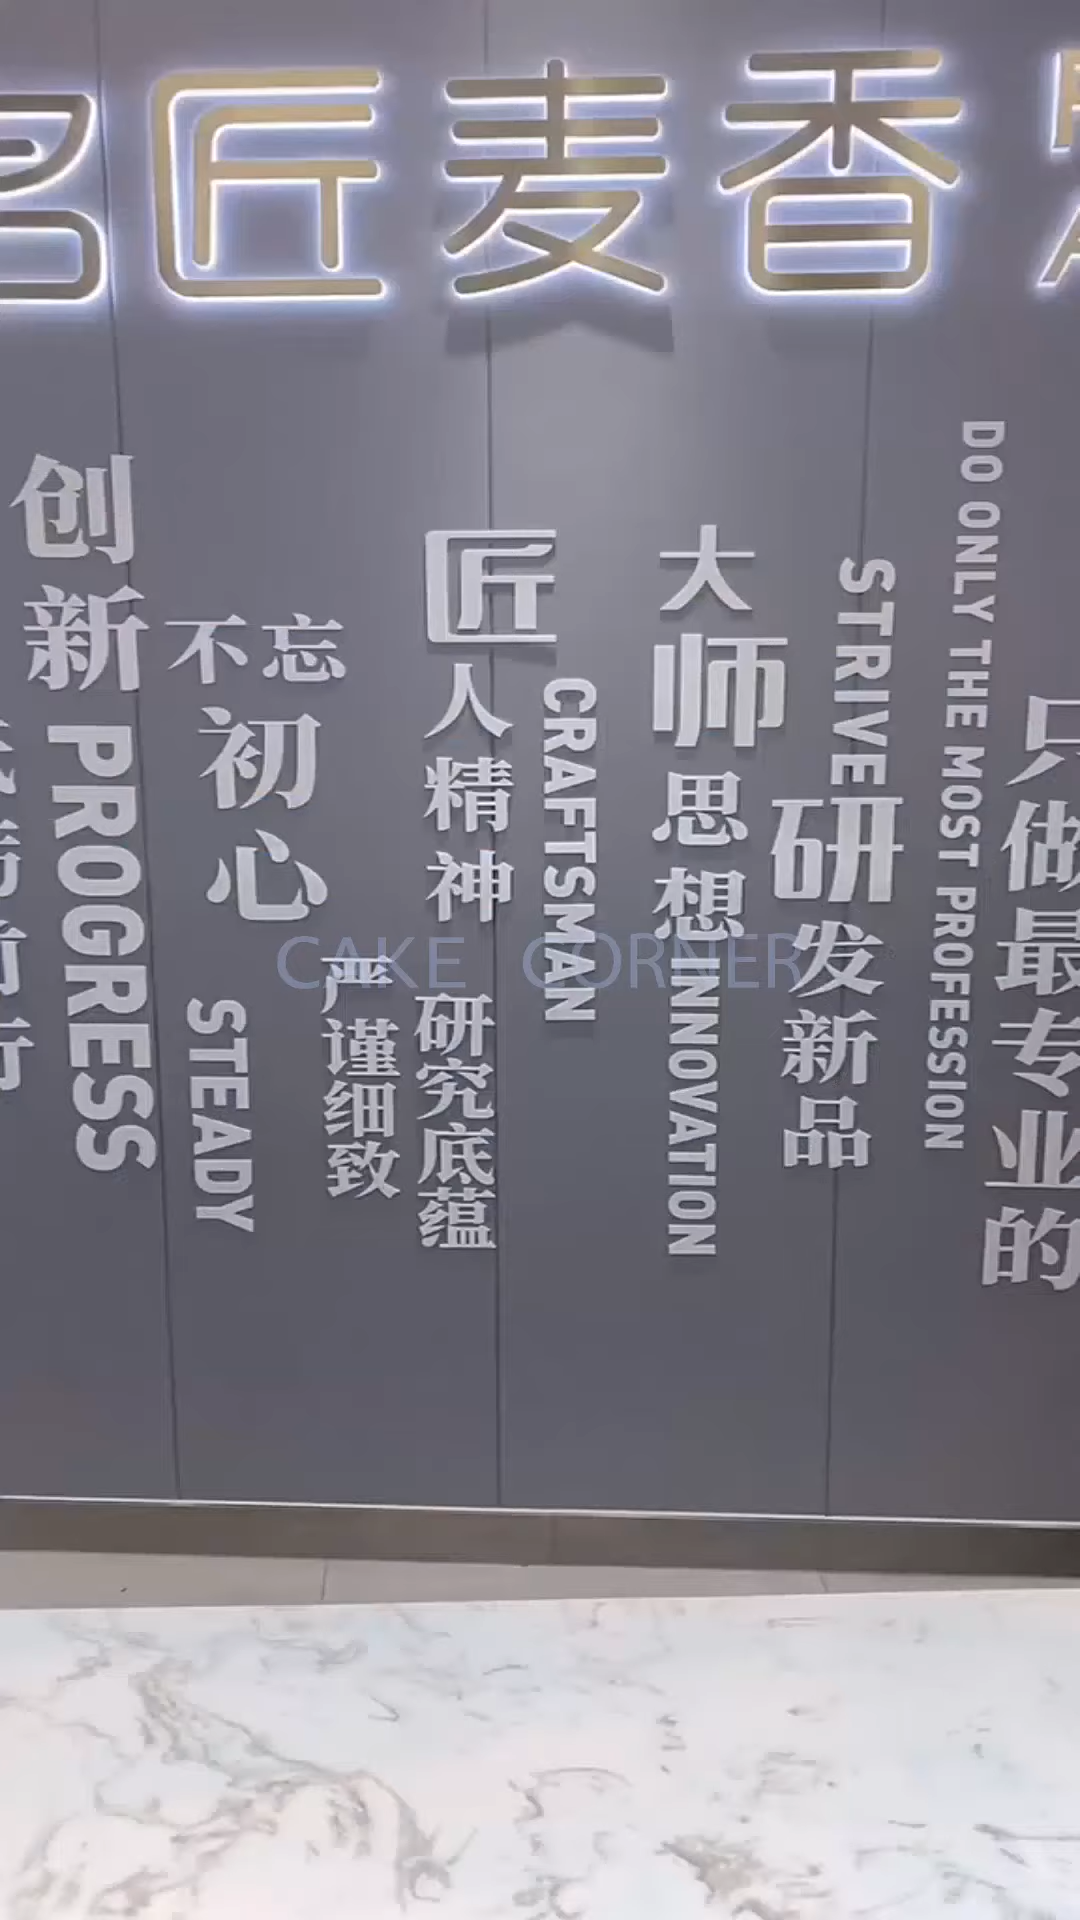 名匠麦香
创新
PROGRESS
不忘
初心
STEADY
严谨细致
研究底蕴
匠人精神
CRAFTSMAN
大师思想
INNOVATION
STRIVE
研发新品
DO ONLY THE MOST PROFESSION
只做最专业的
CAKE CORNER